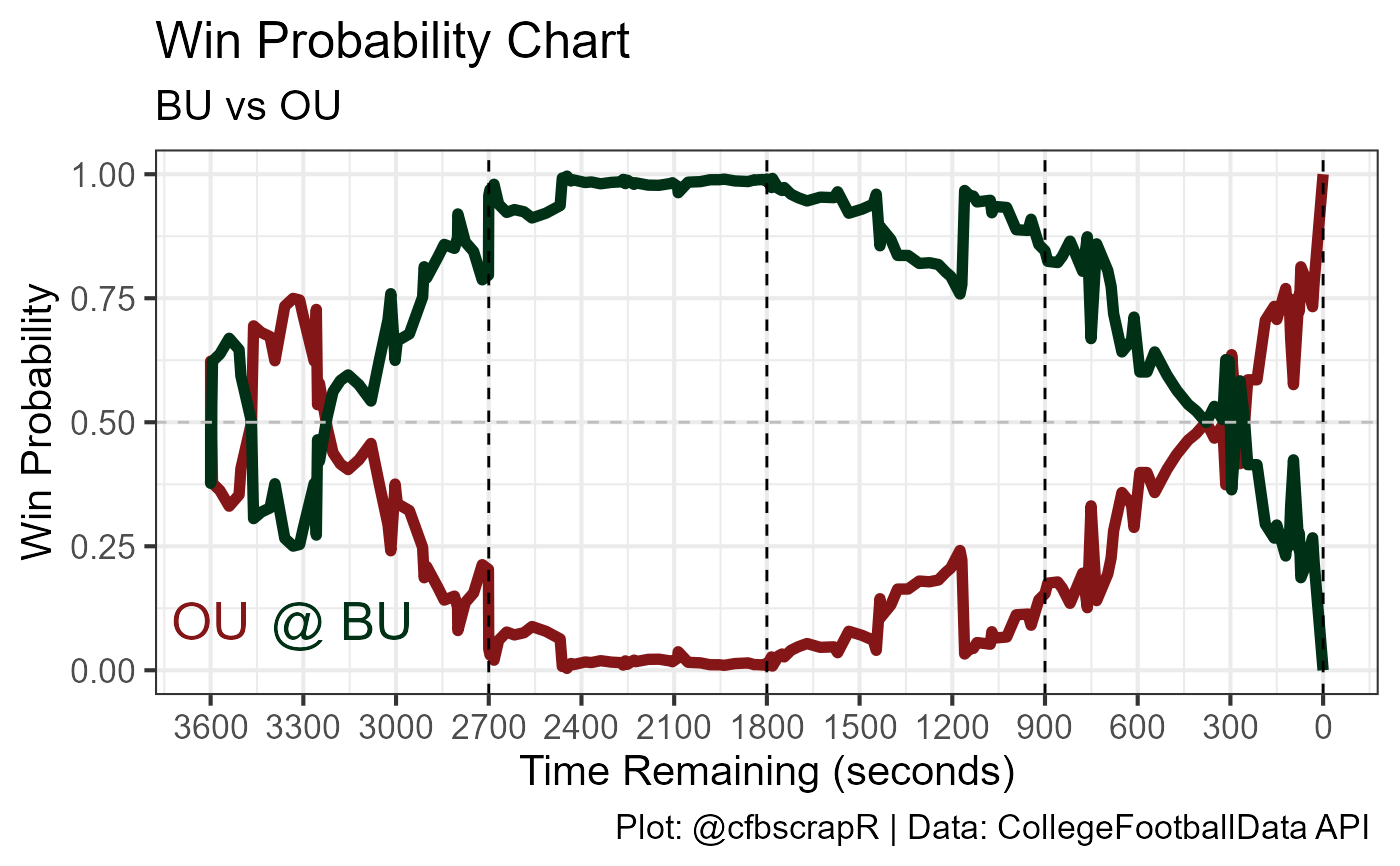 Win Probability Chart
BU vs OU
Win Probability
1.00
0.75
0.50
0.25
0.00
OU @ BU
3600 3300 3000 2700 2400 2100 1800 1500 1200 900 600 300 0
Time Remaining (seconds)
Plot: @cfbscrapR | Data: CollegeFootballData API